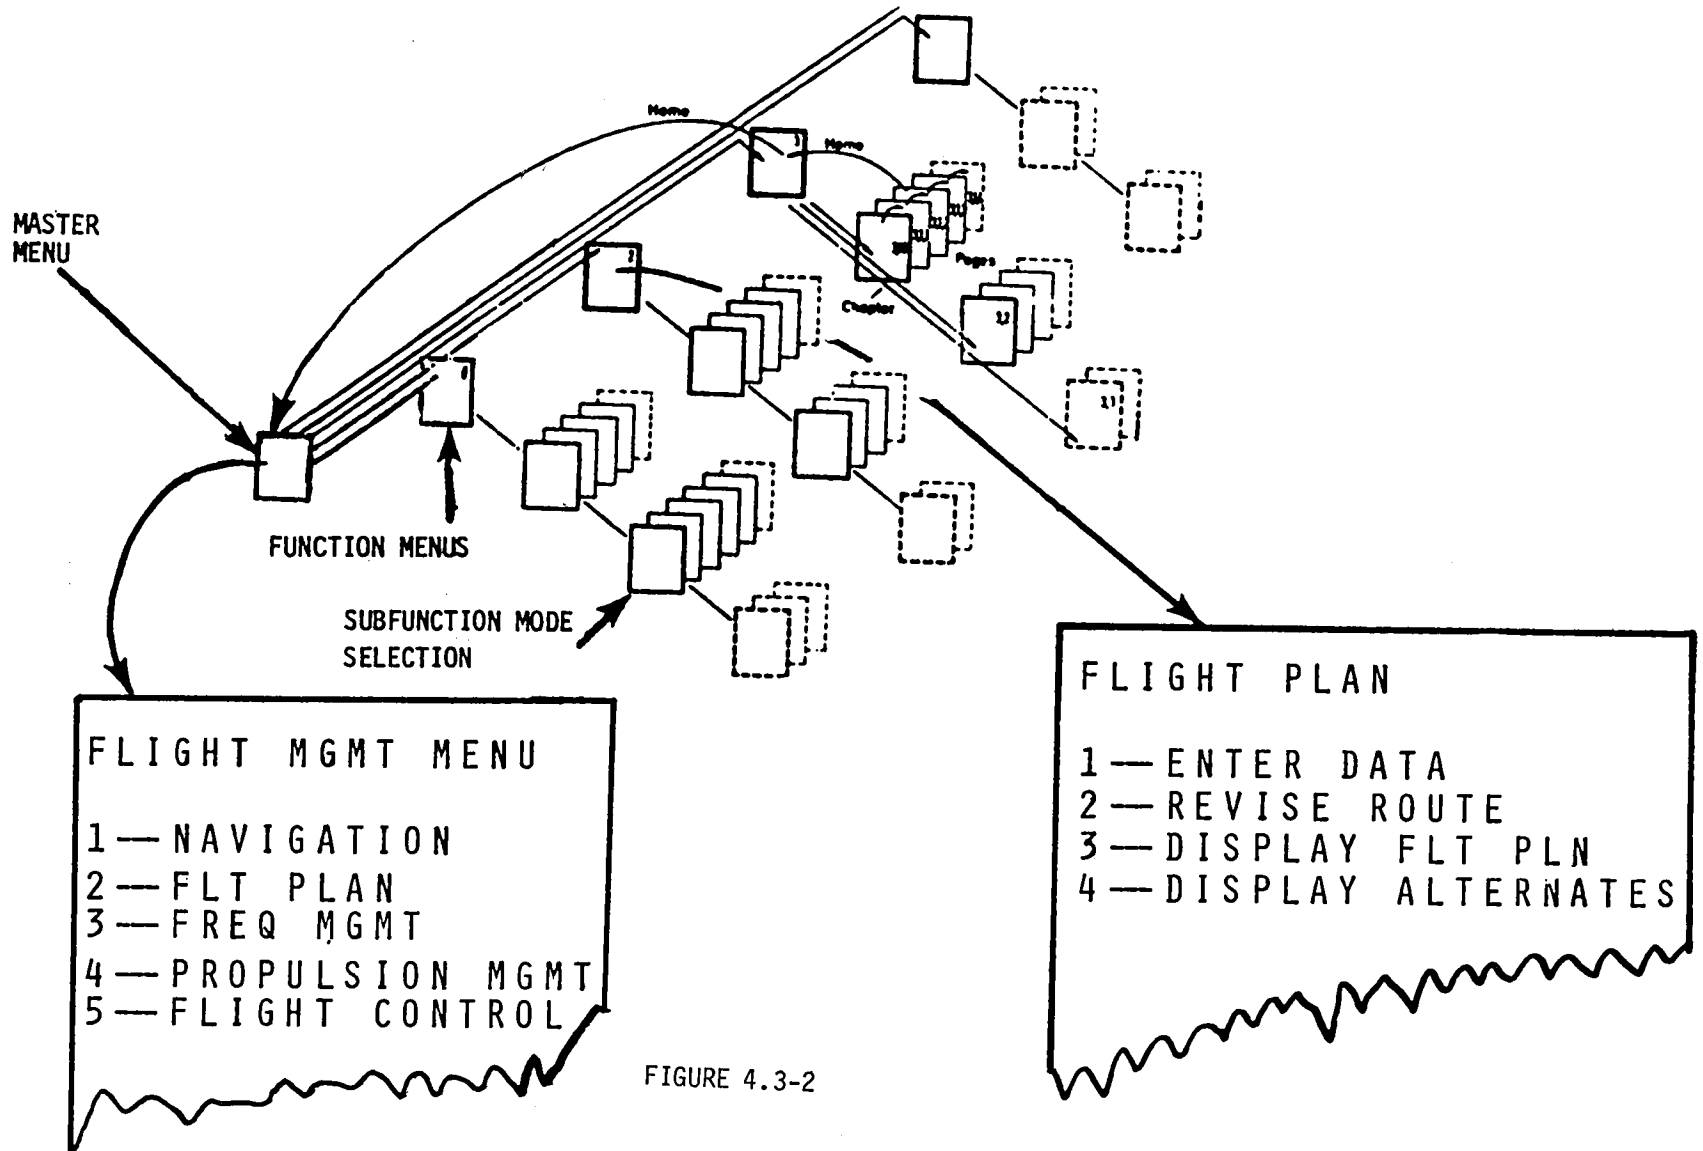 Home
1
Home
MASTER
MENU
2
Pages
Chapter
FUNCTION MENUS
SUBFUNCTION MODE
SELECTION
FLIGHT MGMT MENU
1—NAVIGATION
2—FLT PLAN
3—FREQ MGMT
4—PROPULSION MGMT
5—FLIGHT CONTROL
FLIGHT PLAN
1—ENTER DATA
2—REVISE ROUTE
3—DISPLAY FLT PLN
4—DISPLAY ALTERNATES
FIGURE 4.3-2